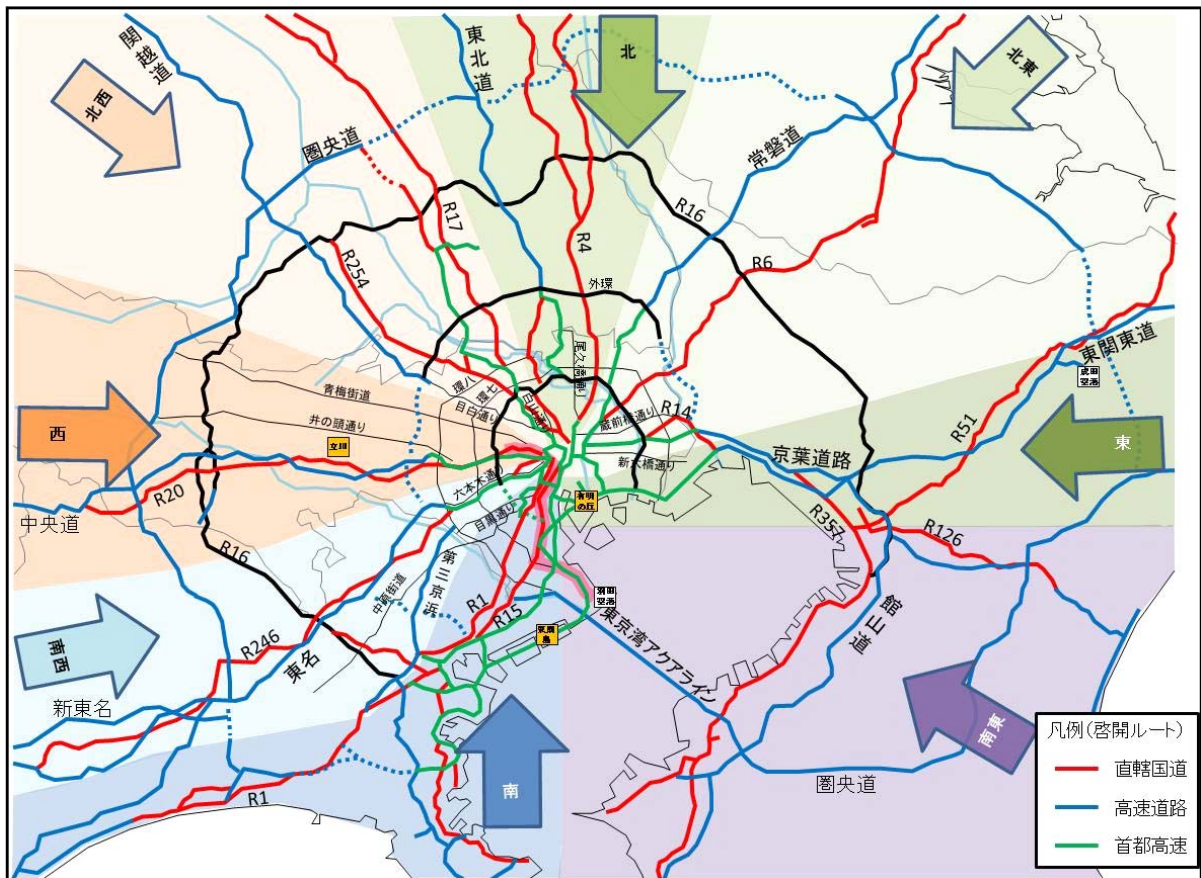 関越道
東北道
北
北東
北西
圏央道
常磐道
R16
R17
R4
R6
R254
外環
東関東道
成田
空港
尾久橋通り
環八
環七
青梅街道
目白通り
白山通り
蔵前橋通り
R14
R51
井の頭通り
西
立川
新大橋通り
京葉道路
東
R20
六本木通り
有明
の丘
中央道
目黒通り
R357
R126
R16
第三京浜
中原街道
羽田
空港
R1
R15
東扇
島
東京湾アクアライン
館山道
南西
R246
東名
新東名
南東
南
圏央道
R1
凡例(啓開ルート)
直轄国道
高速道路
首都高速